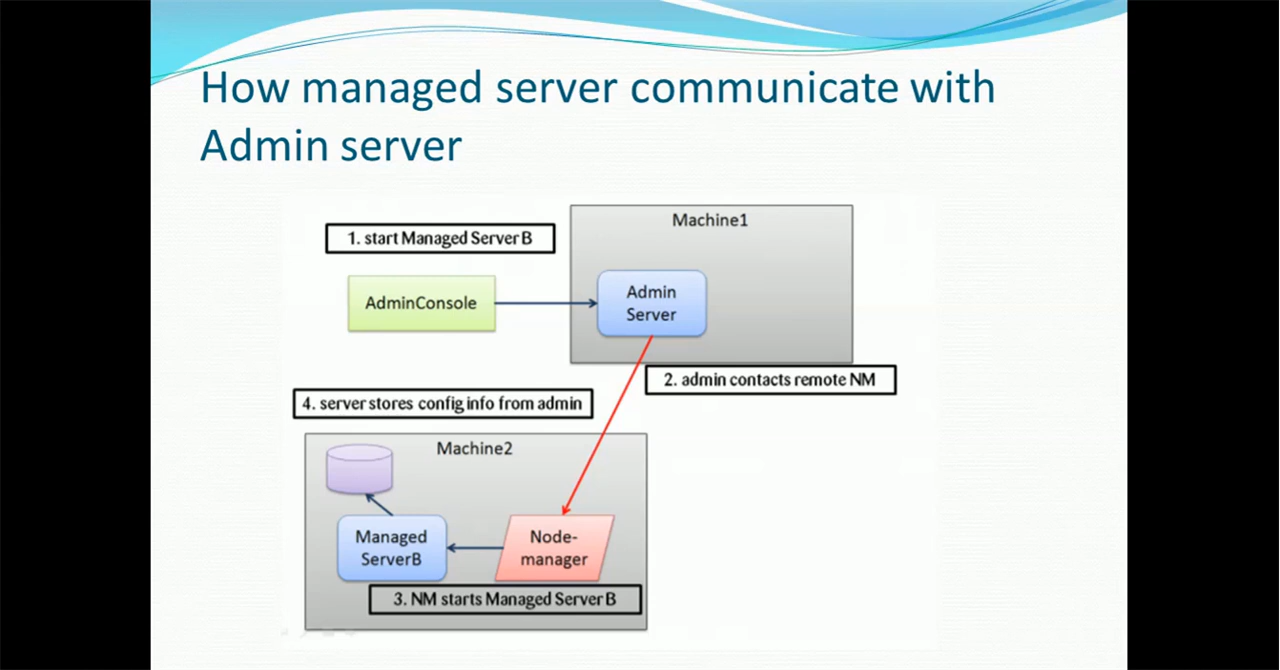 How managed server communicate with
Admin server
Machine1
1. start Managed Server B
AdminConsole
Admin
Server
2. admin contacts remote NM
4. server stores config info from admin
Machine2
Managed
ServerB
Node-
manager
3. NM starts Managed Server B